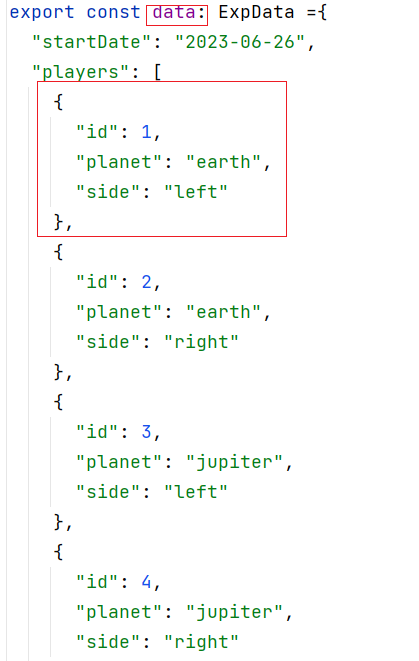 export const data: ExpData ={
"startDate": "2023-06-26",
"players": [
{
"id": 1,
"planet": "earth",
"side": "left"
},
{
"id": 2,
"planet": "earth",
"side": "right"
},
{
"id": 3,
"planet": "jupiter",
"side": "left"
},
{
"id": 4,
"planet": "jupiter",
"side": "right"